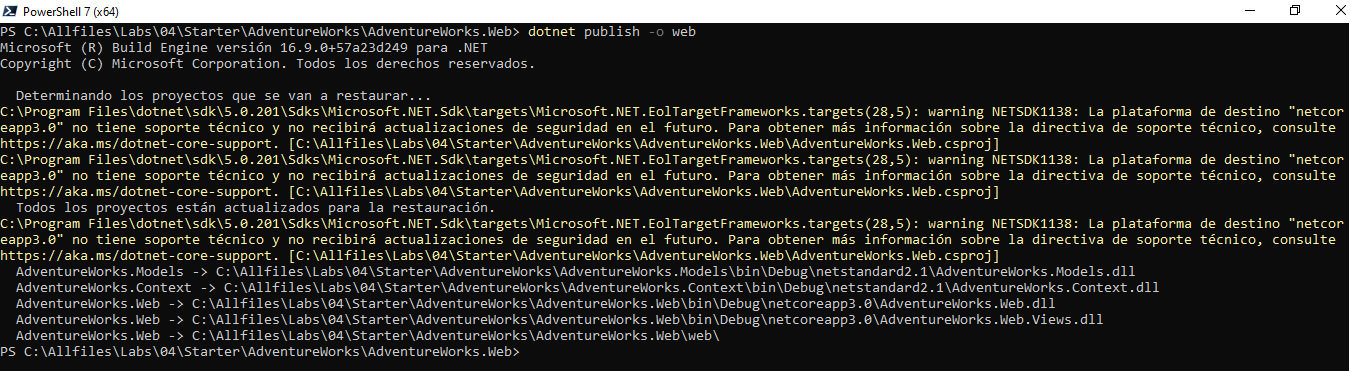 PowerShell 7 (x64)
PS C:\Allfiles\Labs\04\Starter\AdventureWorks\AdventureWorks.Web> dotnet publish -o web
Microsoft (R) Build Engine versión 16.9.0+57a23d249 para .NET
Copyright (C) Microsoft Corporation. Todos los derechos reservados.
Determinando los proyectos que se van a restaurar...
C:\Program Files\dotnet\sdk\5.0.201\Sdks\Microsoft.NET.Sdk\targets\Microsoft.NET.EolTargetFrameworks.targets(28,5): warning NETSDK1138: La plataforma de destino "netcor
eapp3.0" no tiene soporte técnico y no recibirá actualizaciones de seguridad en el futuro. Para obtener más información sobre la directiva de soporte técnico, consulte
https://aka.ms/dotnet-core-support. [C:\Allfiles\Labs\04\Starter\AdventureWorks\AdventureWorks.Web\AdventureWorks.Web.csproj]
C:\Program Files\dotnet\sdk\5.0.201\Sdks\Microsoft.NET.Sdk\targets\Microsoft.NET.EolTargetFrameworks.targets(28,5): warning NETSDK1138: La plataforma de destino "netcor
eapp3.0" no tiene soporte técnico y no recibirá actualizaciones de seguridad en el futuro. Para obtener más información sobre la directiva de soporte técnico, consulte
https://aka.ms/dotnet-core-support. [C:\Allfiles\Labs\04\Starter\AdventureWorks\AdventureWorks.Web\AdventureWorks.Web.csproj]
Todos los proyectos están actualizados para la restauración.
C:\Program Files\dotnet\sdk\5.0.201\Sdks\Microsoft.NET.Sdk\targets\Microsoft.NET.EolTargetFrameworks.targets(28,5): warning NETSDK1138: La plataforma de destino "netcor
eapp3.0" no tiene soporte técnico y no recibirá actualizaciones de seguridad en el futuro. Para obtener más información sobre la directiva de soporte técnico, consulte
https://aka.ms/dotnet-core-support. [C:\Allfiles\Labs\04\Starter\AdventureWorks\AdventureWorks.Web\AdventureWorks.Web.csproj]
AdventureWorks.Models -> C:\Allfiles\Labs\04\Starter\AdventureWorks\AdventureWorks.Models\bin\Debug\netstandard2.1\AdventureWorks.Models.dll
AdventureWorks.Context -> C:\Allfiles\Labs\04\Starter\AdventureWorks\AdventureWorks.Context\bin\Debug\netstandard2.1\AdventureWorks.Context.dll
AdventureWorks.Web -> C:\Allfiles\Labs\04\Starter\AdventureWorks\AdventureWorks.Web\bin\Debug\netcoreapp3.0\AdventureWorks.Web.dll
AdventureWorks.Web -> C:\Allfiles\Labs\04\Starter\AdventureWorks\AdventureWorks.Web\bin\Debug\netcoreapp3.0\AdventureWorks.Web.Views.dll
AdventureWorks.Web -> C:\Allfiles\Labs\04\Starter\AdventureWorks\AdventureWorks.Web\web\
PS C:\Allfiles\Labs\04\Starter\AdventureWorks\AdventureWorks.Web>